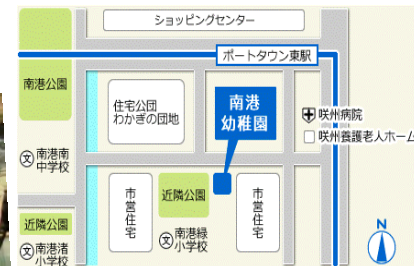 ショッピングセンター
ポートタウン東駅
南港公園
住宅公団
わかぎの団地
南港
幼稚園
咲州病院
咲州養護老人ホーム
文 南港南
中学校
市営住宅
近隣公園
市営住宅
近隣公園
文 南港緑
小学校
文 南港渚
小学校
N